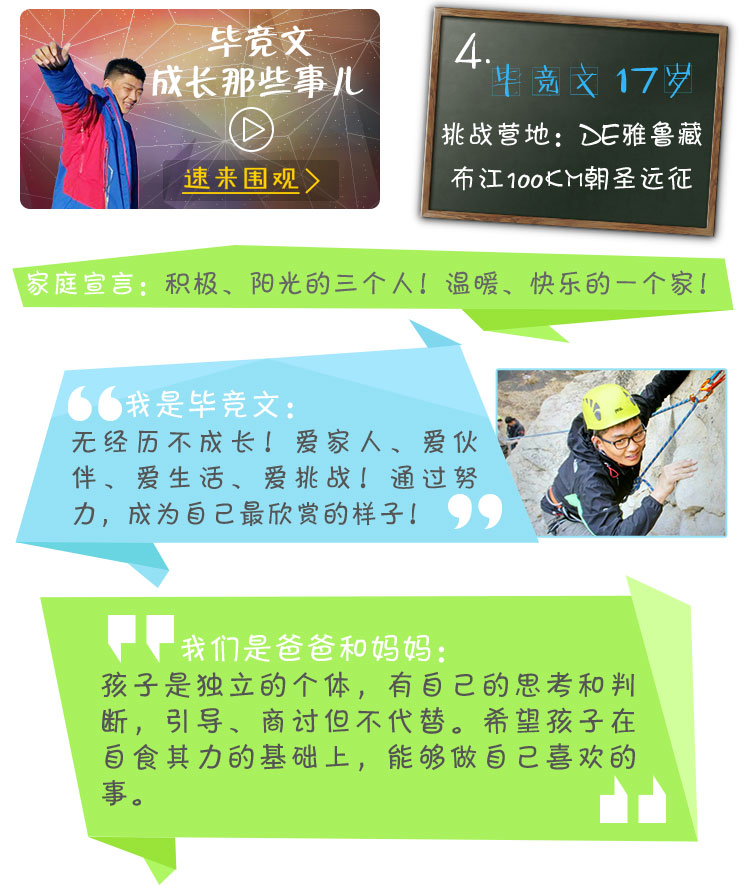 毕竞文
成长那些事儿
速来围观>
4.
毕竞文 17岁
挑战营地：DE雅鲁藏
布江100KM朝圣远征
家庭宣言：积极、阳光的三个人！温暖、快乐的一个家！
“我是毕竞文：
无经历不成长！爱家人、爱伙
伴、爱生活、爱挑战！通过努
力，成为自己最欣赏的样子！”
“我们是爸爸和妈妈：
孩子是独立的个体，有自己的思考和判
断，引导、商讨但不代替。希望孩子在
自食其力的基础上，能够做自己喜欢的
事。”